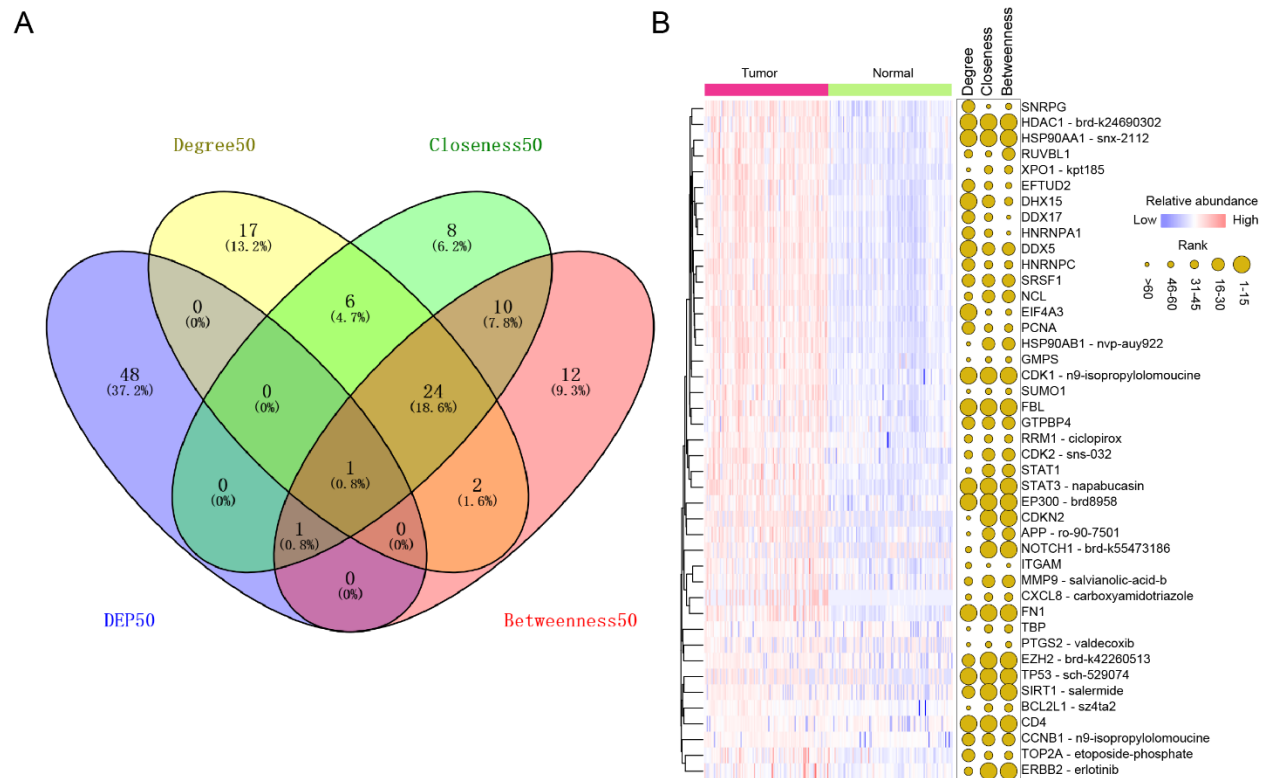 A
Degree50
Closeness50
17
(13.2%)
8
(6.2%)
0
(0%)
6
(4.7%)
10
(7.8%)
48
(37.2%)
0
(0%)
24
(18.6%)
12
(9.3%)
1
(0.8%)
0
(0%)
2
(1.6%)
1
(0.8%)
0
(0%)
0
(0%)
DEP50
Betweenness50
B
Tumor
Normal
Degree
Closeness
Betweenness
SNRPG
HDAC1 - brd-k24690302
HSP90AA1 - snx-2112
RUVBL1
XPO1 - kpt185
EFTUD2
DHX15
DDX17
HNRNPA1
DDX5
HNRNPC
SRSF1
NCL
EIF4A3
PCNA
HSP90AB1 - nvp-auy922
GMPS
CDK1 - n9-isopropylolomoucine
SUMO1
FBL
GTPBP4
RRM1 - ciclopirox
CDK2 - sns-032
STAT1
STAT3 - napabucasin
EP300 - brd8958
CDKN2
APP - ro-90-7501
NOTCH1 - brd-k55473186
ITGAM
MMP9 - salvianolic-acid-b
CXCL8 - carboxyamidotriazole
FN1
TBP
PTGS2 - valdecoxib
EZH2 - brd-k42260513
TP53 - sch-529074
SIRT1 - salermide
BCL2L1 - sz4ta2
CD4
CCNB1 - n9-isopropylolomoucine
TOP2A - etoposide-phosphate
ERBB2 - erlotinib
Relative abundance
Low High
Rank
>60
46-60
31-45
16-30
1-15